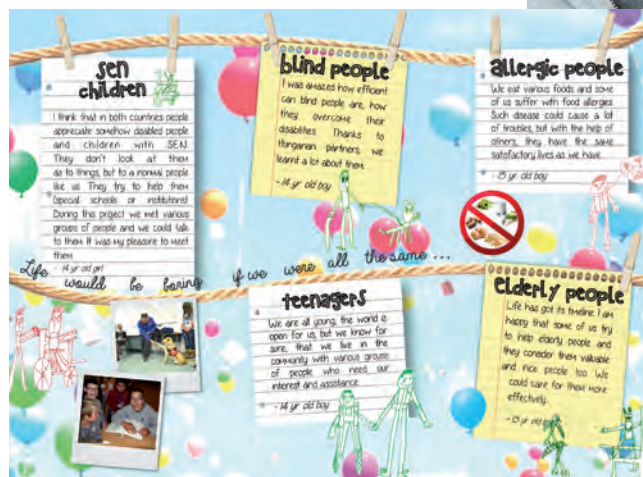 sen
children
I think that in both countries people
appreciate somehow disabled people
and children with SEN.
They don't look at them
as to things, but to a normal people
like us. They try to help them
(special schools or institutions).
During this project we met various
groups of people and we could talk
to them. It was my pleasure to meet
them.
- 14 yr old girl
blind people
I was amazed how efficient
can blind people are, how
they overcome their
disabilities. Thanks to
Hungarian partners, we
learnt a lot about them.
- 14 yr old boy
allergic people
We eat various foods and some
of us suffer with food allergies.
Such disease could cause a lot
of troubles, but with the help of
others, they have the same
satisfactory lives as we have.
- 15 yr old boy
Life would be boring if we were all the same ...
teenagers
We are all young, the world is
open for us, but we know for
sure, that we live in the
community with various groups
of people who need our
interest and assistance.
- 14 yr old boy
elderly people
Life has got its timeline. I am
happy that some of us try
to help elderly people and
they consider them valuable
and nice people too. We
could care for them more
effectively.
- 15 yr old